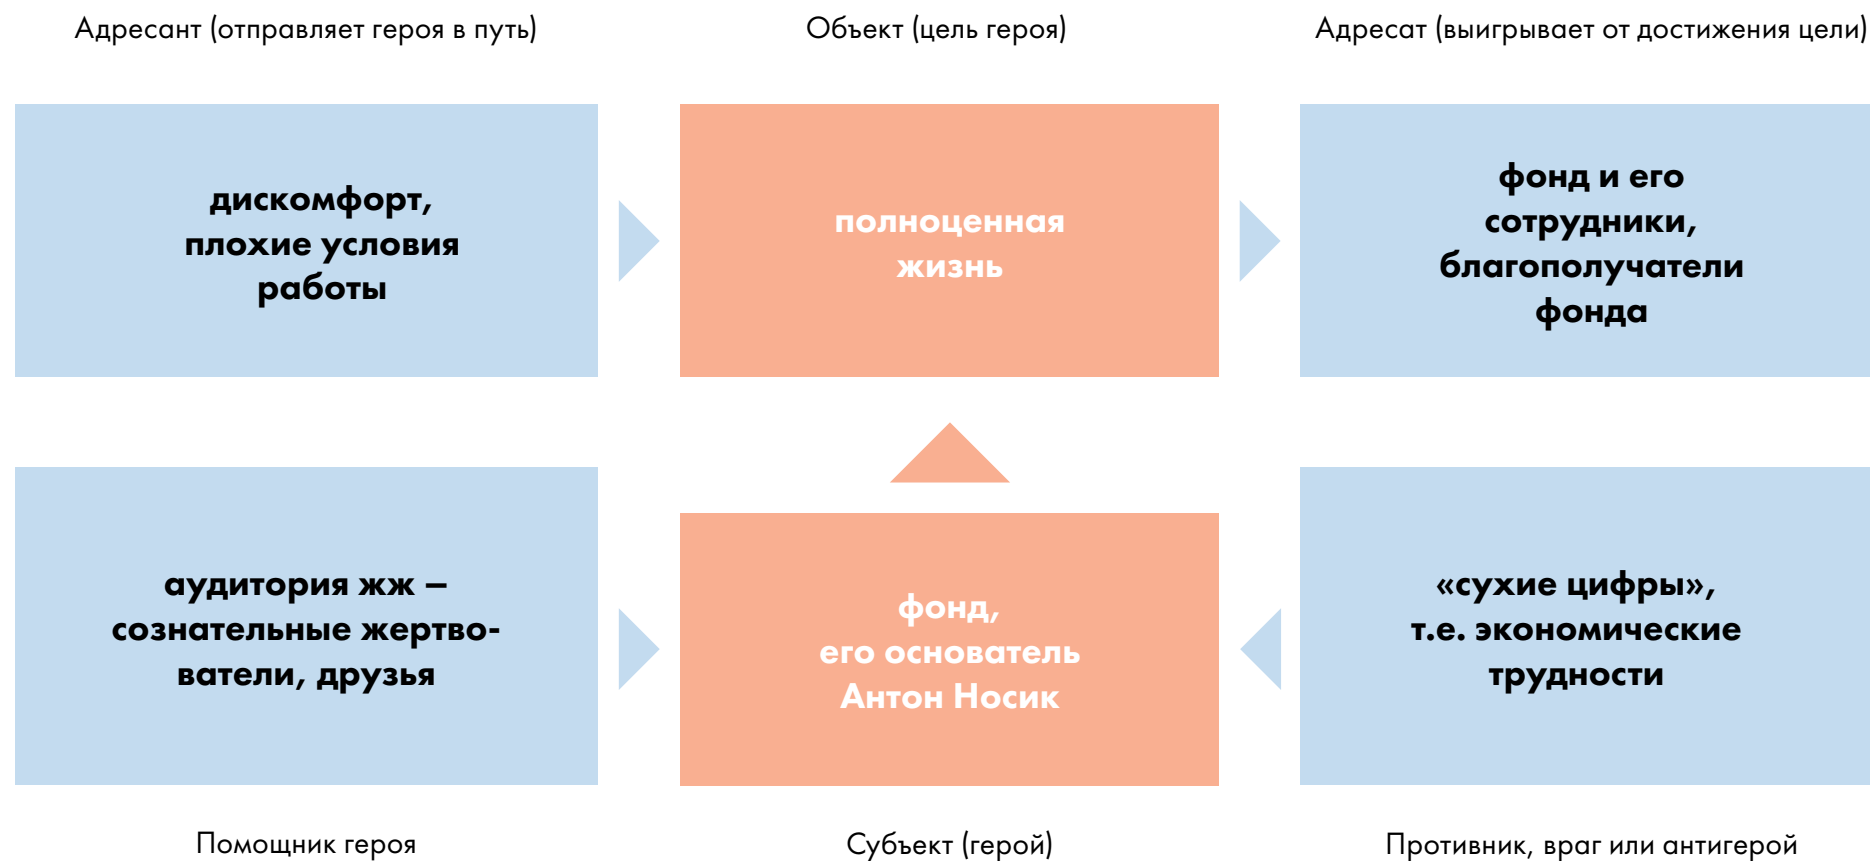 Адресант (отправляет героя в путь)
Объект (цель героя)
Адресат (выигрывает от достижения цели)
дискомфорт,
плохие условия
работы
полноценная
жизнь
фонд и его
сотрудники,
благополучатели
фонда
аудитория жж –
сознательные жертво-
ватели, друзья
фонд,
его основатель
Антон Носик
«сухие цифры»,
т.е. экономические
трудности
Помощник героя
Субъект (герой)
Противник, враг или антигерой